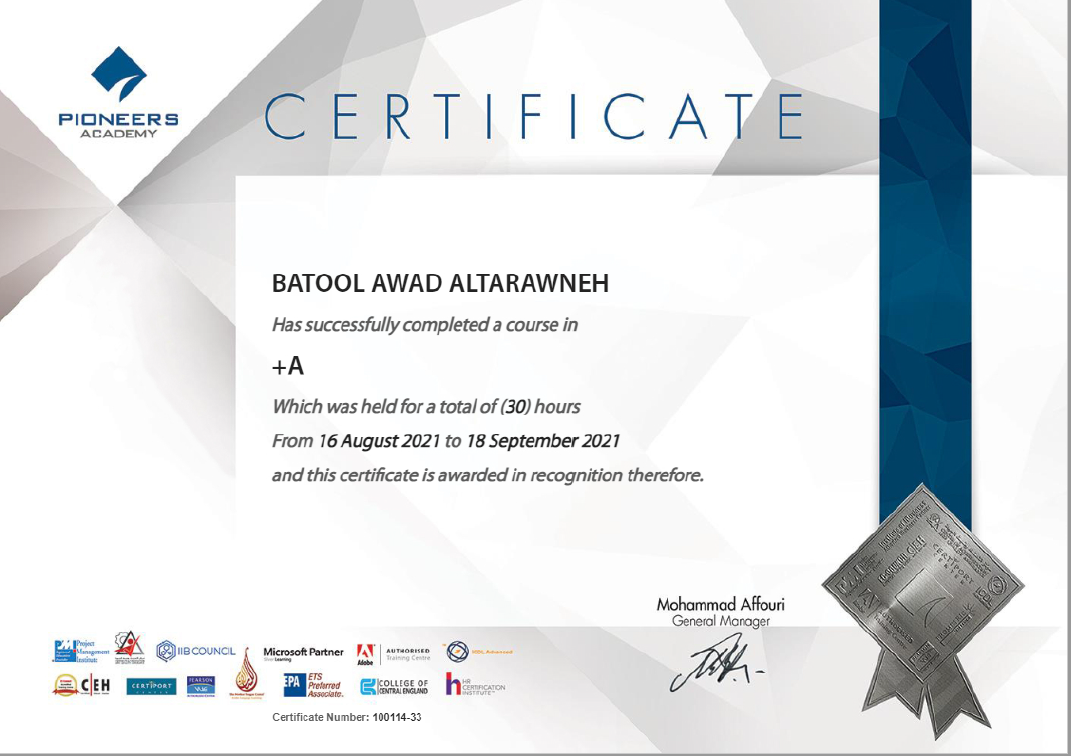 PIONEERS
ACADEMY
CERTIFICATE
BATOOL AWAD ALTARAWNEH
Has successfully completed a course in
+A
Which was held for a total of (30) hours
From 16 August 2021 to 18 September 2021
and this certificate is awarded in recognition therefore.
Mohammad Affouri
General Manager
Project
Management
Institute
IIB COUNCIL
Microsoft Partner
Learning
Adobe
AUTHORISED
Training Centre
C|EH
CERTIPORT
CENTER
PEARSON
VUE
EPA
ETS
Preferred
Associate
COLLEGE OF
CENTRAL ENGLAND
HR
CERTIFICATION
INSTITUTE
Certificate Number: 100114-33
CERTIPORT
CENTER